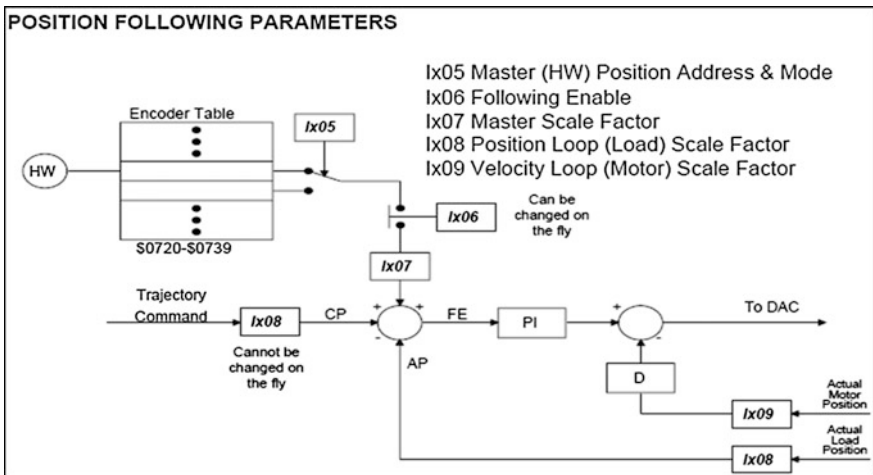 POSITION FOLLOWING PARAMETERS
Ix05 Master (HW) Position Address & Mode
Ix06 Following Enable
Ix07 Master Scale Factor
Ix08 Position Loop (Load) Scale Factor
Ix09 Velocity Loop (Motor) Scale Factor
Encoder Table
Ix05
HW
$0720-$0739
Ix06
Can be
changed on
the fly
Ix07
Trajectory
Command
Ix08
Cannot be
changed on
the fly
CP
+
+
-
FE
AP
PI
+
-
To DAC
D
Ix09
Actual
Motor
Position
Ix08
Actual
Load
Position